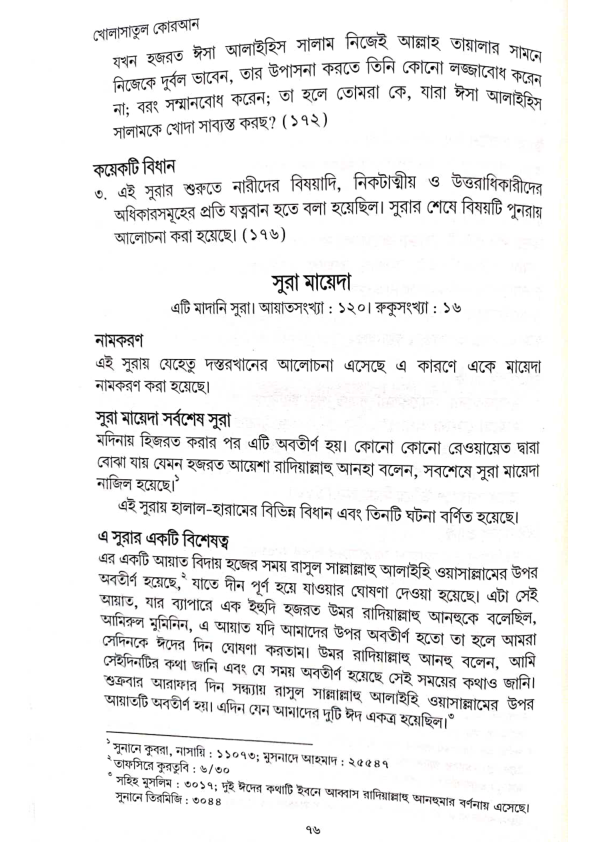 খোলাসাতুল কোরআন
যখন হজরত ঈসা আলাইহিস সালাম নিজেই আল্লাহ তায়ালার সামনে
নিজেকে দুর্বল ভাবেন, তার উপাসনা করতে তিনি কোনো লজ্জাবোধ করেন
না; বরং সম্মানবোধ করেন; তা হলে তোমরা কে, যারা ঈসা আলাইহিস
সালামকে খোদা সাব্যস্ত করছ? (১৭২)
কয়েকটি বিধান
৩. এই সুরার শুরুতে নারীদের বিষয়াদি, নিকটাত্মীয় ও উত্তরাধিকারীদের
অধিকারসমূহের প্রতি যত্নবান হতে বলা হয়েছিল। সুরার শেষে বিষয়টি পুনরায়
আলোচনা করা হয়েছে। (১৭৬)
সুরা মায়েদা
এটি মাদানি সুরা। আয়াতসংখ্যা : ১২০। রুকুসংখ্যা : ১৬
নামকরণ
এই সুরায় যেহেতু দস্তরখানের আলোচনা এসেছে এ কারণে একে মায়েদা
নামকরণ করা হয়েছে।
সুরা মায়েদা সর্বশেষ সুরা
মদিনায় হিজরত করার পর এটি অবতীর্ণ হয়। কোনো কোনো রেওয়ায়েত দ্বারা
বোঝা যায় যেমন হজরত আয়েশা রাদিয়াল্লাহু আনহা বলেন, সবশেষে সুরা মায়েদা
নাজিল হয়েছে।১
এই সুরায় হালাল-হারামের বিভিন্ন বিধান এবং তিনটি ঘটনা বর্ণিত হয়েছে।
এ সুরার একটি বিশেষত্ব
এর একটি আয়াত বিদায় হজের সময় রাসুল সাল্লাল্লাহু আলাইহি ওয়াসাল্লামের উপর
অবতীর্ণ হয়েছে,২ যাতে দীন পূর্ণ হয়ে যাওয়ার ঘোষণা দেওয়া হয়েছে। এটা সেই
আয়াত, যার ব্যাপারে এক ইহুদি হজরত উমর রাদিয়াল্লাহু আনহুকে বলেছিল,
আমিরুল মুমিনিন, এ আয়াত যদি আমাদের উপর অবতীর্ণ হতো তা হলে আমরা
সেদিনকে ঈদের দিন ঘোষণা করতাম। উমর রাদিয়াল্লাহু আনহু বলেন, আমি
সেইদিনটির কথা জানি এবং যে সময় অবতীর্ণ হয়েছে সেই সময়ের কথাও জানি।
শুক্রবার আরাফার দিন সন্ধ্যায় রাসুল সাল্লাল্লাহু আলাইহি ওয়াসাল্লামের উপর
আয়াতটি অবতীর্ণ হয়। এদিন যেন আমাদের দুটি ঈদ একত্র হয়েছিল।৩
১ সুনানে কুবরা, নাসায়ি : ১১০৭৩; মুসনাদে আহমাদ : ২৫৫৪৭
২ তাফসিরে কুরতুবি : ৬/৩০
৩ সহিহ মুসলিম : ৩০১৭; দুই ঈদের কথাটি ইবনে আব্বাস রাদিয়াল্লাহু আনহুমার বর্ণনায় এসেছে।
সুনানে তিরমিজি : ৩০৪৪
৭৬